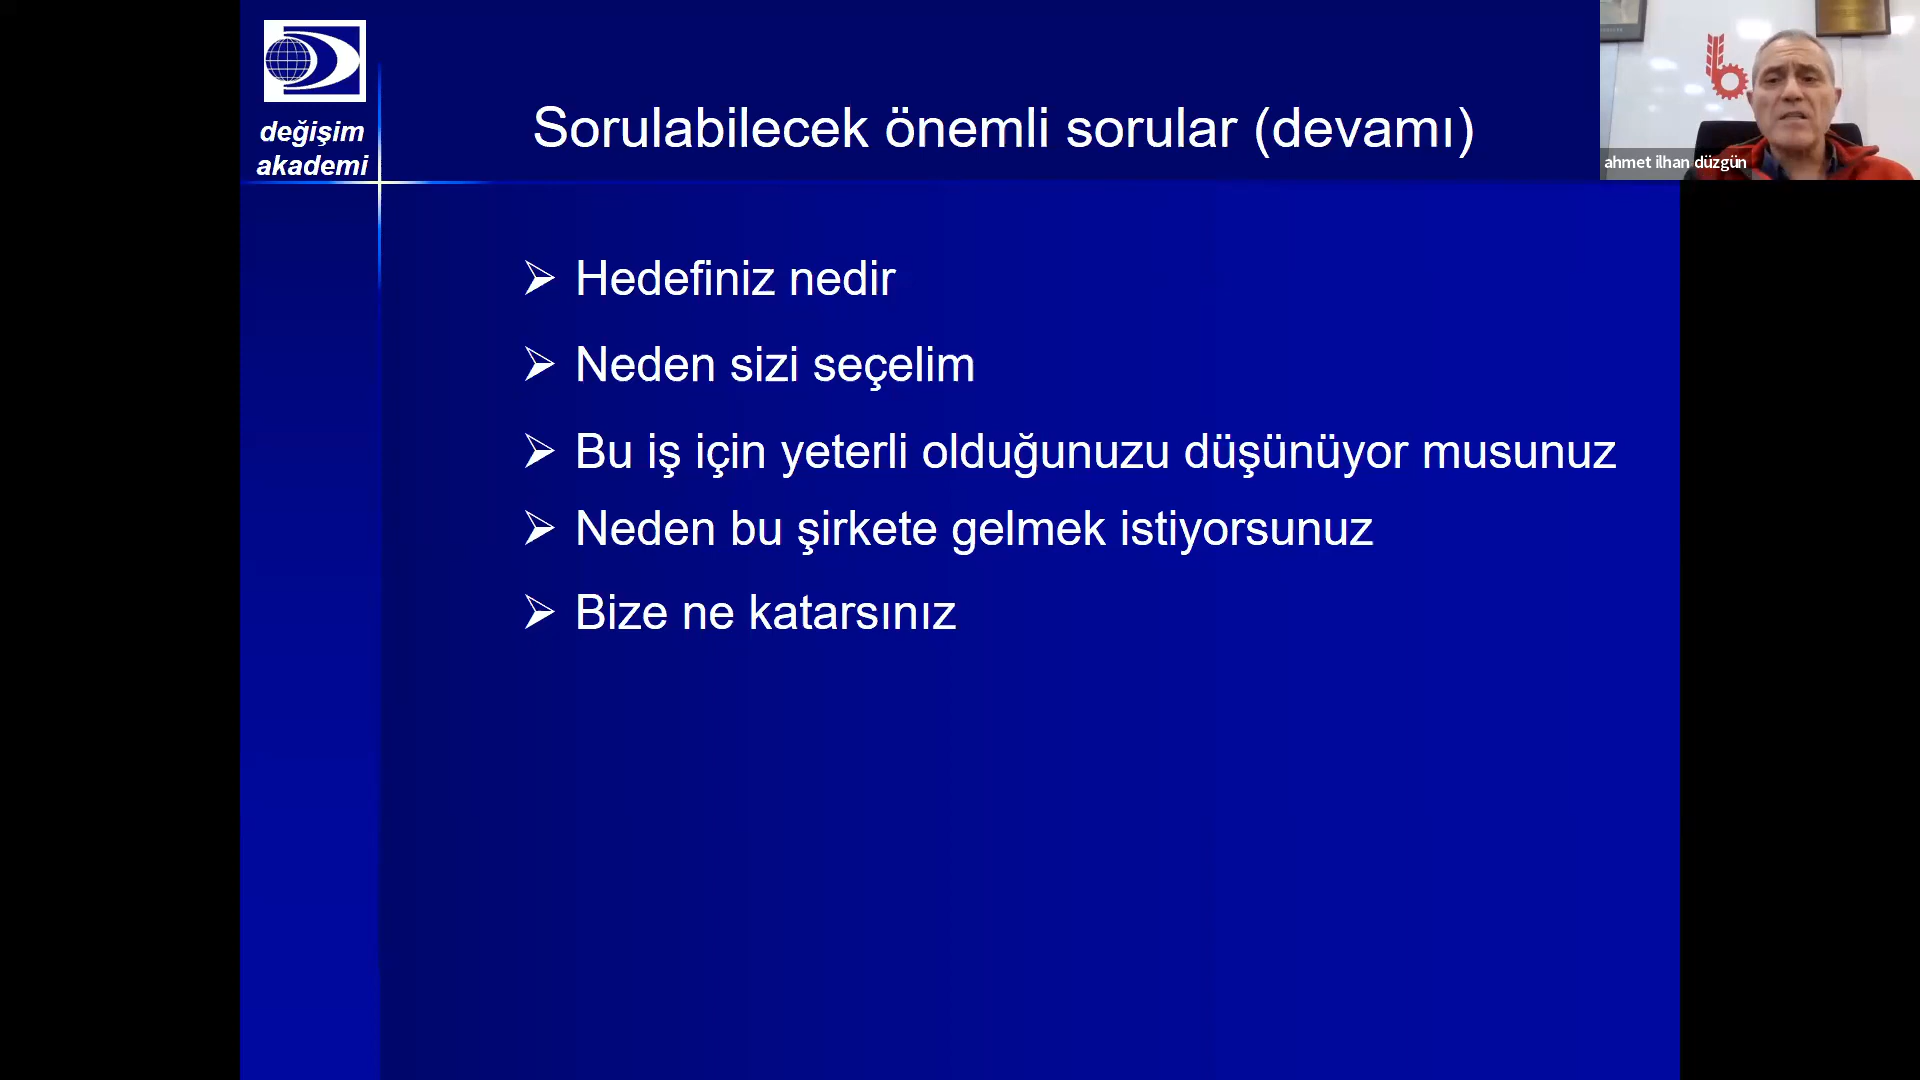 değişim
akademi
Sorulabilecek önemli sorular (devamı)
ahmet ilhan düzgün
Hedefiniz nedir
Neden sizi seçelim
Bu iş için yeterli olduğunuzu düşünüyor musunuz
Neden bu şirkete gelmek istiyorsunuz
Bize ne katarsınız